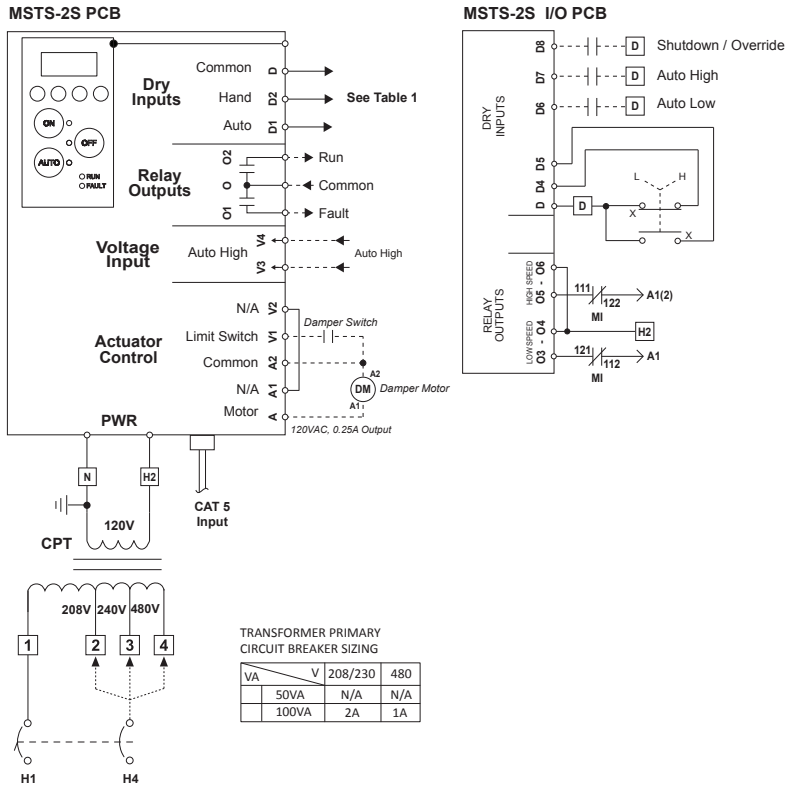 MSTS-2S PCB
MSTS-2S I/O PCB
ON
OFF
AUTO
RUN
FAULT
Dry
Inputs
Common
D
Hand
D2
See Table 1
Auto
D1
Relay
Outputs
O2
Run
O
Common
O1
Fault
Voltage
Input
Auto High
V4
V3
Auto High
Actuator
Control
N/A
V2
Damper Switch
Limit Switch
V1
Common
A2
A2
N/A
A1
DM
Damper Motor
A1
Motor
A
120VAC, 0.25A Output
PWR
N
H2
CAT 5
Input
120V
CPT
208V
240V
480V
1
2
3
4
H1
H4
DRY
INPUTS
D8
D
Shutdown / Override
D7
D
Auto High
D6
D
Auto Low
D5
D4
D
D
L
H
X
X
RELAY
OUTPUTS
HIGH SPEED
O5 - O6
111
122
A1(2)
MI
H2
LOW SPEED
O3 - O4
121
112
A1
MI
TRANSFORMER PRIMARY
CIRCUIT BREAKER SIZING
VA V 208/230 480
50VA N/A N/A
100VA 2A 1A